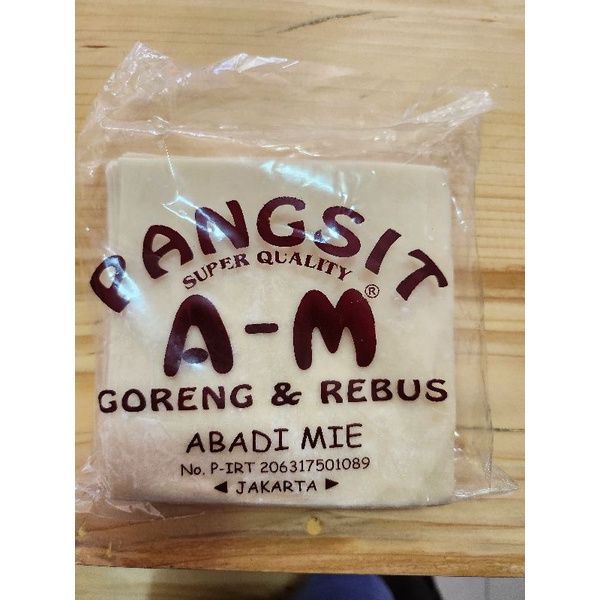 PANGSIT
SUPER QUALITY
A-M®
GORENG & REBUS
ABADI MIE
No. P-IRT 206317501089
◀ JAKARTA ▶